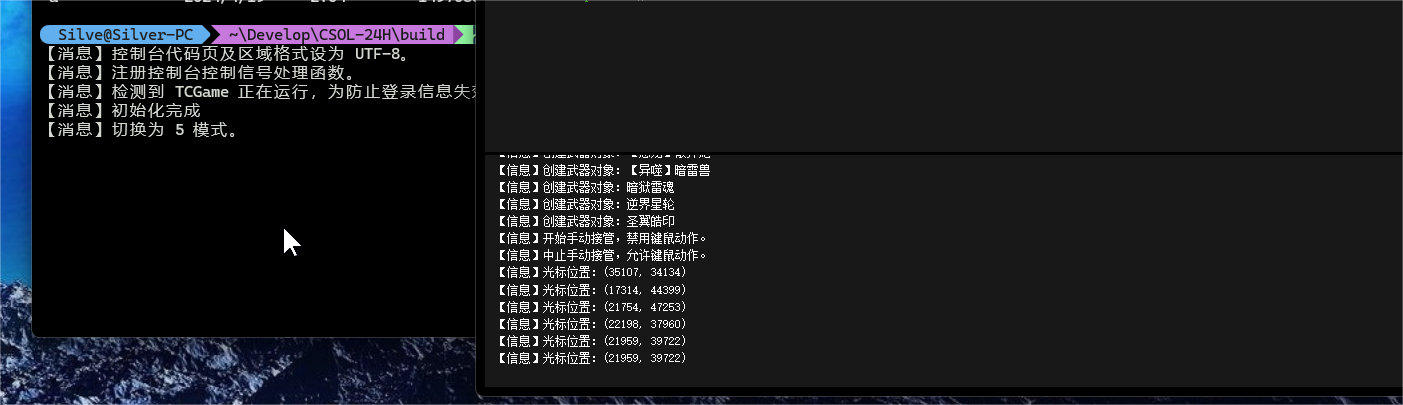 Silve@Silver-PC ~\Develop\CSOL-24H\build
【消息】控制台代码页及区域格式设为 UTF-8。
【消息】注册控制台控制信号处理函数。
【消息】检测到 TCGame 正在运行，为防止登录信息失
【消息】初始化完成
【消息】切换为 5 模式。
【信息】创建武器对象：【异噬】暗雷兽
【信息】创建武器对象：暗狱雷魂
【信息】创建武器对象：逆界星轮
【信息】创建武器对象：圣翼皓印
【信息】开始手动接管，禁用键鼠动作。
【信息】中止手动接管，允许键鼠动作。
【信息】光标位置：(35107, 34134)
【信息】光标位置：(17314, 44399)
【信息】光标位置：(21754, 47253)
【信息】光标位置：(22198, 37960)
【信息】光标位置：(21959, 39722)
【信息】光标位置：(21959, 39722)